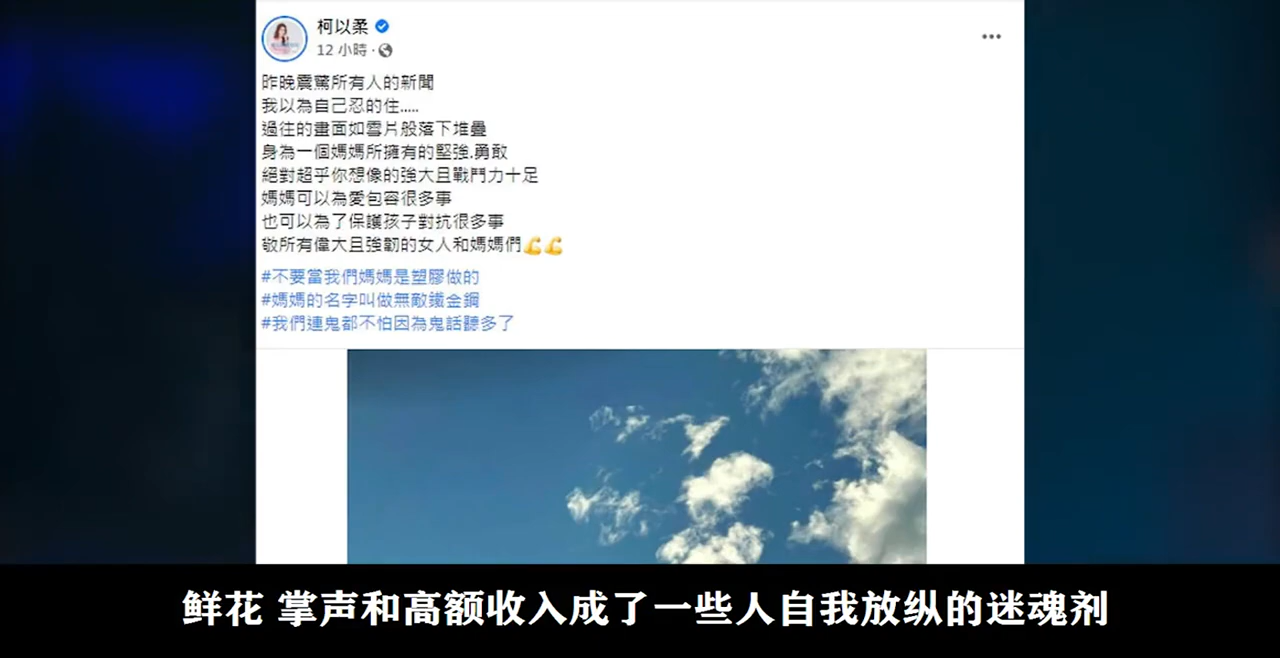 柯以柔
12 小時
昨晚震驚所有人的新聞
我以為自己忍的住.....
過往的畫面如雪片般落下堆疊
身為一個媽媽所擁有的堅強.勇敢
絕對超乎你想像的強大且戰鬥力十足
媽媽可以為愛包容很多事
也可以為了保護孩子對抗很多事
敬所有偉大且強韌的女人和媽媽們💪💪
#不要當我們媽媽是塑膠做的
#媽媽的名字叫做無敵鐵金鋼
#我們連鬼都不怕因為鬼話聽多了
鲜花 掌声和高额收入成了一些人自我放纵的迷魂剂